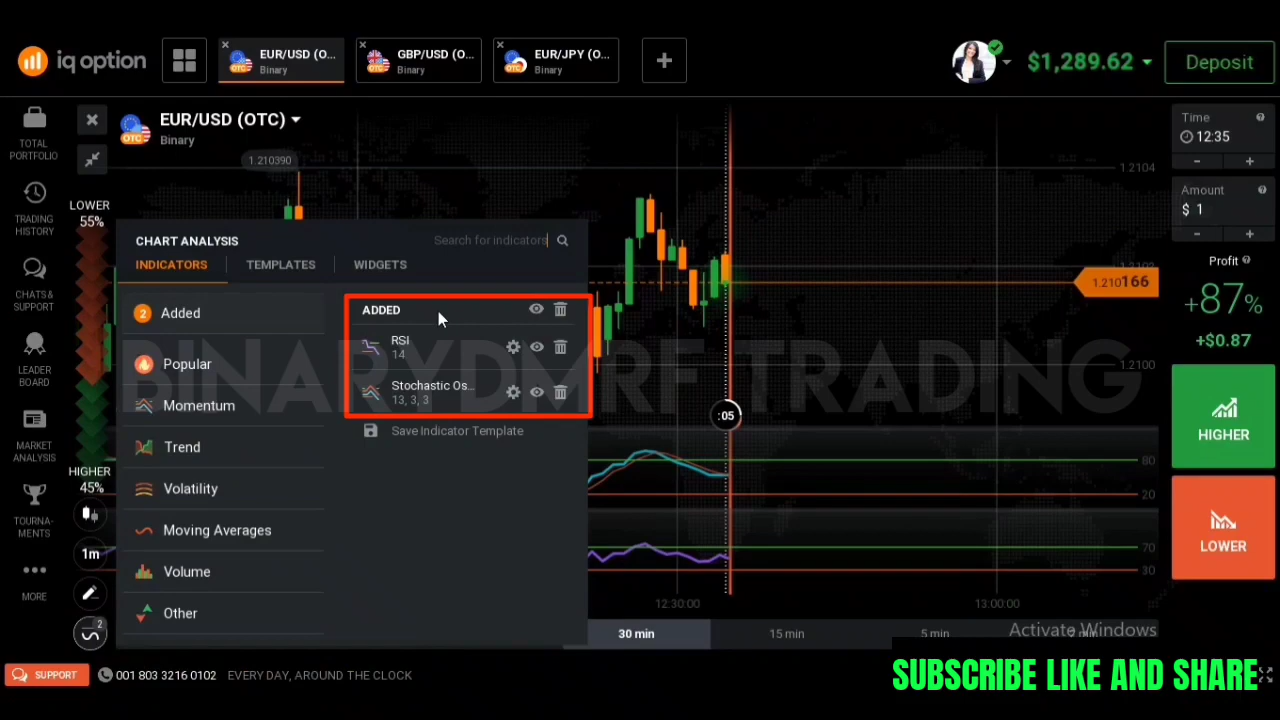 iq option
EUR/USD (O...
Binary
GBP/USD (O...
Binary
EUR/JPY (O...
Binary
+
$1,289.62
Deposit
TOTAL
PORTFOLIO
TRADING
HISTORY
CHATS &
SUPPORT
LEADER
BOARD
MARKET
ANALYSIS
TOURNA-
MENTS
MORE
EUR/USD (OTC)
Binary
OTC
1.210390
LOWER
55%
HIGHER
45%
1m
2
CHART ANALYSIS
Search for indicators
INDICATORS
TEMPLATES
WIDGETS
2 Added
Popular
Momentum
Trend
Volatility
Moving Averages
Volume
Other
ADDED
RSI
14
Stochastic Os...
13, 3, 3
Save Indicator Template
BINARYDMRF TRADING
1.2104
1.2103
1.210166
1.2100
:05
80
20
70
30
12:30:00
13:00:00
30 min
15 min
5 min
Activate Windows
Time
12:35
- +
Amount
$ 1
- +
Profit
+87%
+$0.87
HIGHER
LOWER
SUPPORT
001 803 3216 0102
EVERY DAY, AROUND THE CLOCK
SUBSCRIBE LIKE AND SHARE